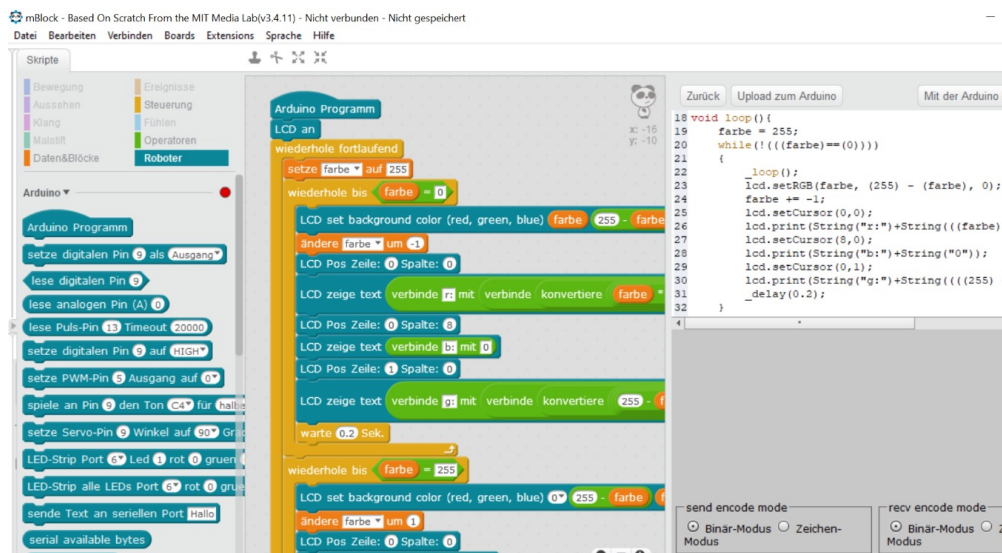 mBlock - Based On Scratch From the MIT Media Lab(v3.4.11) - Nicht verbunden - Nicht gespeichert
Datei Bearbeiten Verbinden Boards Extensions Sprache Hilfe
Skripte
Bewegung Ereignisse
Aussehen Steuerung
Klang Fühlen
Malstift Operatoren
Daten&Blöcke Roboter
Arduino
Arduino Programm
setze digitalen Pin 9 als Ausgang
lese digitalen Pin 9
lese analogen Pin (A) 0
lese Puls-Pin 13 Timeout 20000
setze digitalen Pin 9 auf HIGH
setze PWM-Pin 5 Ausgang auf 0
spiele an Pin 9 den Ton C4 für
setze Servo-Pin 9 Winkel auf 90
LED-Strip Port 6 Led 1 rot 0 gruen
LED-Strip alle LEDs Port 6 rot 0
sende Text an seriellen Port Hallo
serial available bytes
Arduino Programm
LCD an
wiederhole fortlaufend
setze farbe auf 255
wiederhole bis farbe = 0
LCD set background color (red, green, blue) farbe 255 - farbe
ändere farbe um -1
LCD Pos Zeile: 0 Spalte: 0
LCD zeige text verbinde r: mit verbinde konvertiere farbe =
LCD Pos Zeile: 0 Spalte: 8
LCD zeige text verbinde b: mit 0
LCD Pos Zeile: 1 Spalte: 0
LCD zeige text verbinde g: mit verbinde konvertiere 255 -
warte 0.2 Sek.
wiederhole bis farbe = 255
LCD set background color (red, green, blue) 0 255 - farbe
ändere farbe um 1
LCD Pos Zeile: 0 Spalte: 0
x: -16
y: -10
Zurück Upload zum Arduino Mit der Arduino
18 void loop(){
19 farbe = 255;
20 while(!(((farbe)==(0))))
21 {
22 _loop();
23 lcd.setRGB(farbe, (255) - (farbe), 0);
24 farbe += -1;
25 lcd.setCursor(0,0);
26 lcd.print(String("r:")+String(((farbe)
27 lcd.setCursor(8,0);
28 lcd.print(String("b:")+String("0"));
29 lcd.setCursor(0,1);
30 lcd.print(String("g:")+String((((255)
31 _delay(0.2);
32 }
send encode mode recv encode mode
Binär-Modus Zeichen-Modus Binär-Modus
Modus